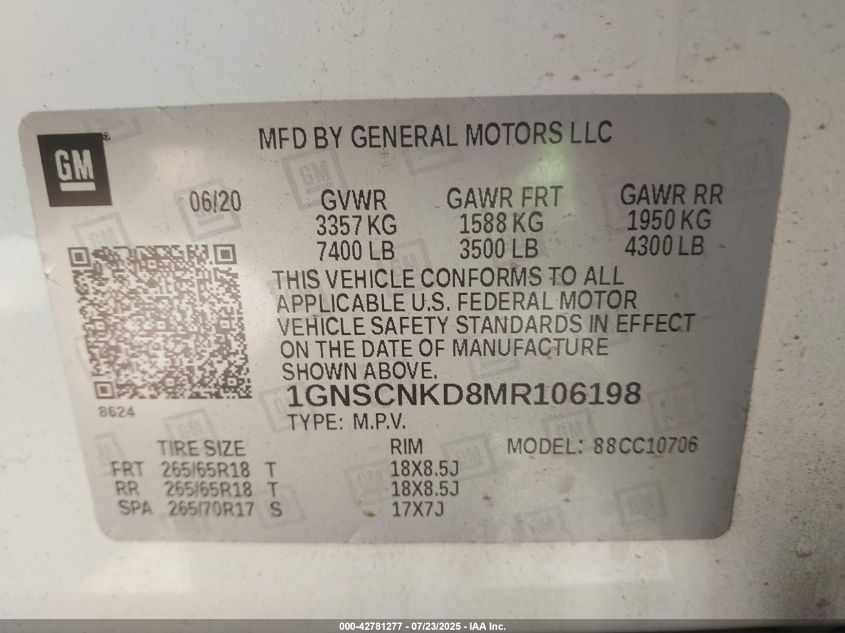 GM
MFD BY GENERAL MOTORS LLC
06/20 GVWR GAWR FRT GAWR RR
3357 KG 1588 KG 1950 KG
7400 LB 3500 LB 4300 LB
THIS VEHICLE CONFORMS TO ALL
APPLICABLE U.S. FEDERAL MOTOR
VEHICLE SAFETY STANDARDS IN EFFECT
ON THE DATE OF MANUFACTURE
SHOWN ABOVE.
1GNSCNKD8MR106198
8624
TYPE: M.P.V.
TIRE SIZE RIM MODEL: 88CC10706
FRT 265/65R18 T 18X8.5J
RR 265/65R18 T 18X8.5J
SPA 265/70R17 S 17X7J
000-42781277 - 07/23/2025 - IAA Inc.